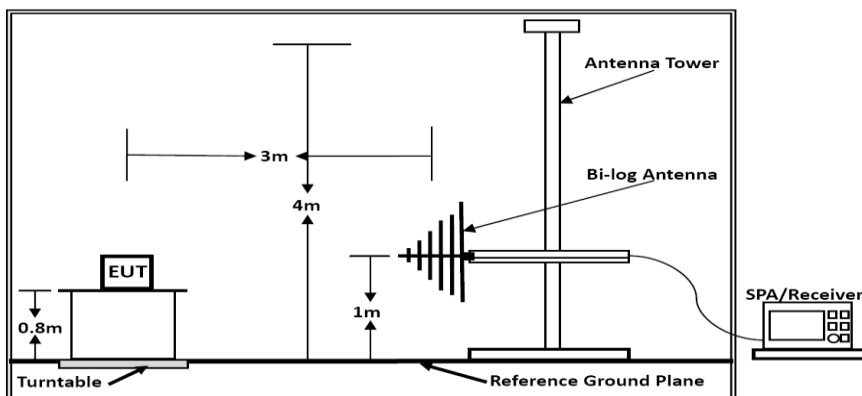 Antenna Tower
3m
Bi-log Antenna
4m
EUT
SPA/Receiver
0.8m
1m
Turntable
Reference Ground Plane